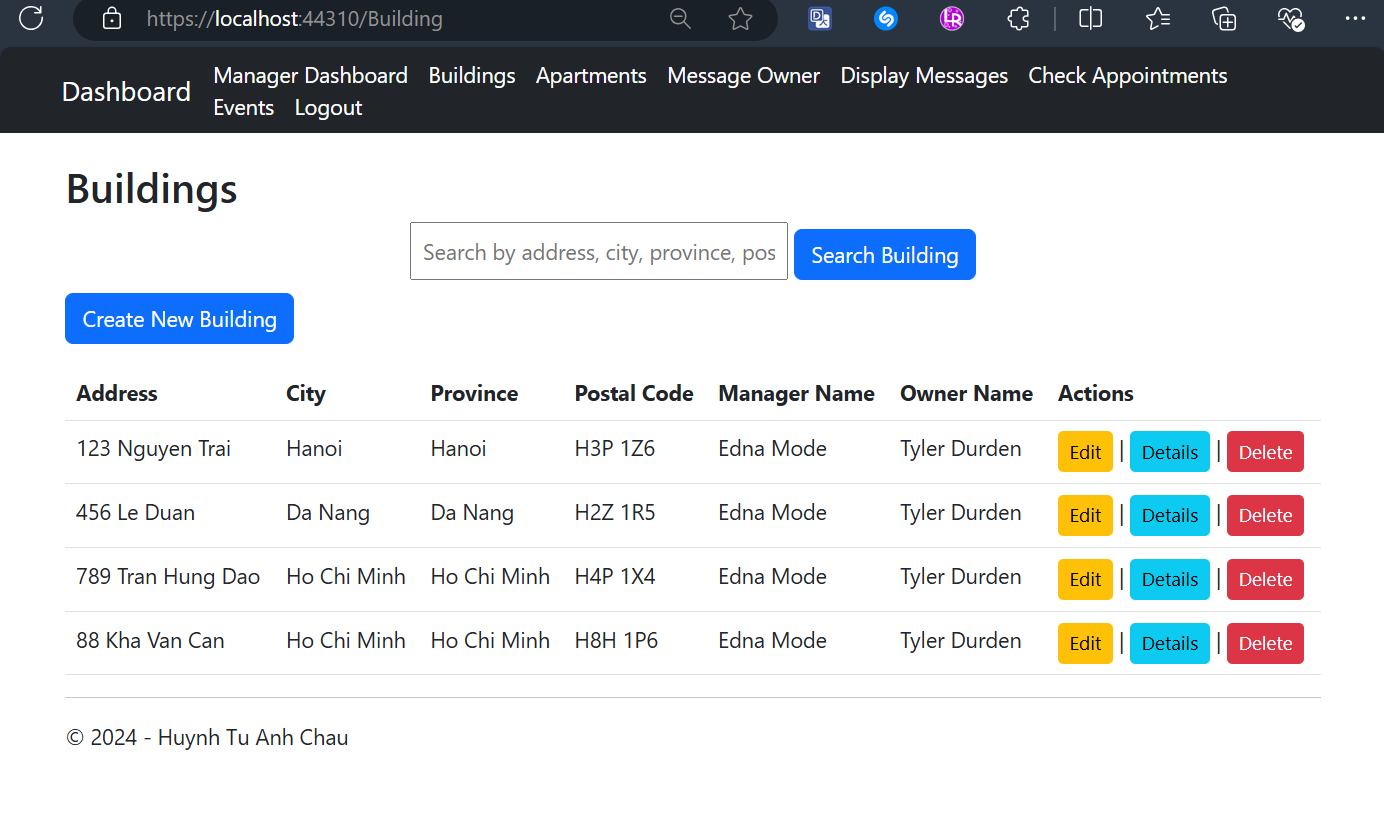 https://localhost:44310/Building
Dashboard
Manager Dashboard Buildings Apartments Message Owner Display Messages Check Appointments
Events Logout
Buildings
Search by address, city, province, pos
Search Building
Create New Building
Address City Province Postal Code Manager Name Owner Name Actions
123 Nguyen Trai Hanoi Hanoi H3P 1Z6 Edna Mode Tyler Durden Edit | Details | Delete
456 Le Duan Da Nang Da Nang H2Z 1R5 Edna Mode Tyler Durden Edit | Details | Delete
789 Tran Hung Dao Ho Chi Minh Ho Chi Minh H4P 1X4 Edna Mode Tyler Durden Edit | Details | Delete
88 Kha Van Can Ho Chi Minh Ho Chi Minh H8H 1P6 Edna Mode Tyler Durden Edit | Details | Delete
© 2024 - Huynh Tu Anh Chau